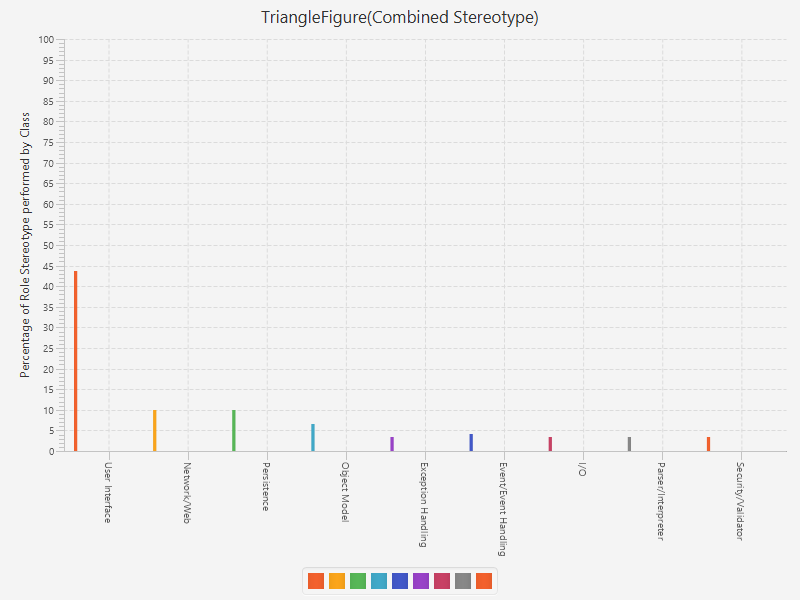 TriangleFigure(Combined Stereotype)
Percentage of Role Stereotype performed by Class
100
95
90
85
80
75
70
65
60
55
50
45
40
35
30
25
20
15
10
5
0
User Interface
Network/Web
Persistence
Object Model
Exception Handling
Event/Event Handling
I/O
Parser/Interpreter
Security/Validator